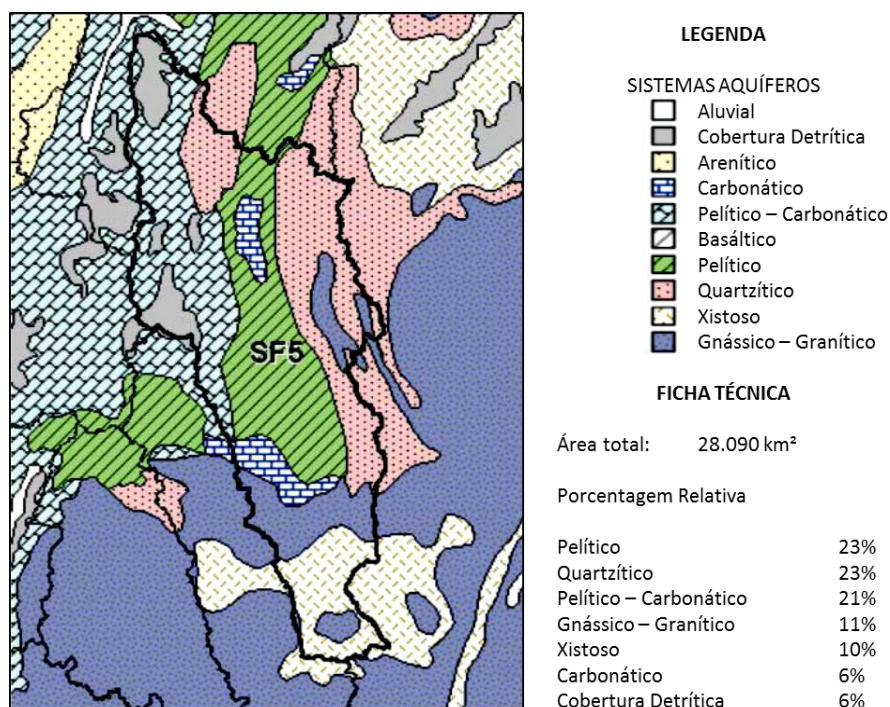 SF5
LEGENDA
SISTEMAS AQUÍFEROS
Aluvial
Cobertura Detrítica
Arenítico
Carbonático
Pelítico – Carbonático
Basáltico
Pelítico
Quartzítico
Xistoso
Gnássico – Granítico
FICHA TÉCNICA
Área total: 28.090 km²
Porcentagem Relativa
Pelítico 23%
Quartzítico 23%
Pelítico – Carbonático 21%
Gnássico – Granítico 11%
Xistoso 10%
Carbonático 6%
Cobertura Detrítica 6%